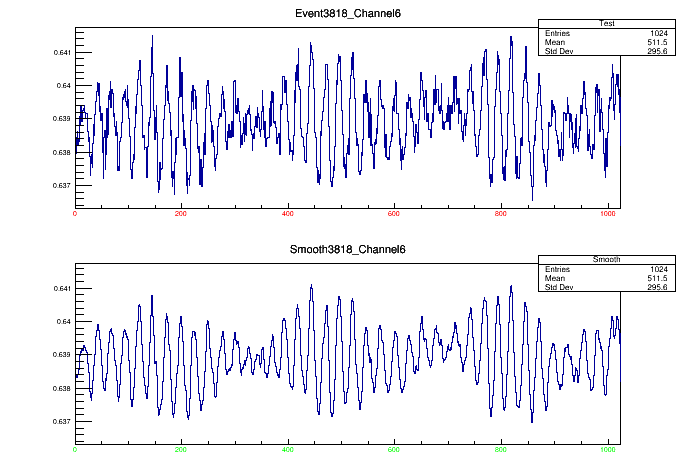 Event3818_Channel6
Test
Entries 1024
Mean 511.5
Std Dev 295.6
0.641
0.64
0.639
0.638
0.637
0 200 400 600 800 1000
Smooth3818_Channel6
Smooth
Entries 1024
Mean 511.5
Std Dev 295.6
0.641
0.64
0.639
0.638
0.637
0 200 400 600 800 1000